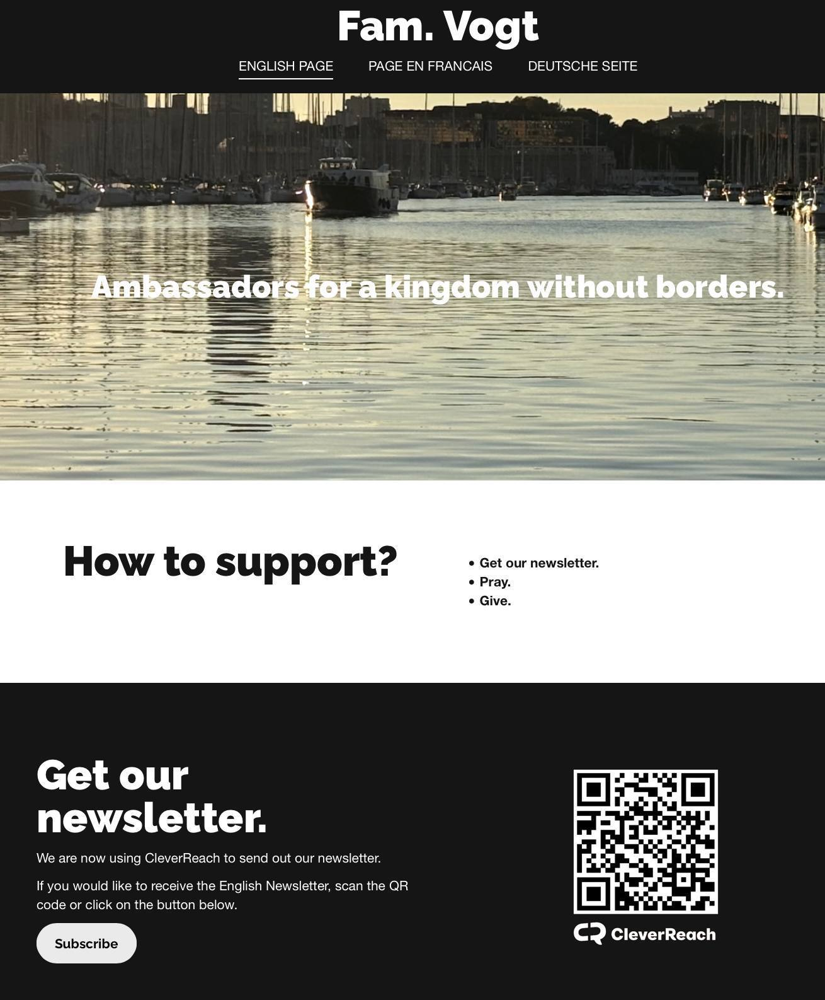 Fam. Vogt
ENGLISH PAGE PAGE EN FRANCAIS DEUTSCHE SEITE
Ambassadors for a kingdom without borders.
How to support?
• Get our newsletter.
• Pray.
• Give.
Get our
newsletter.
We are now using CleverReach to send out our newsletter.
If you would like to receive the English Newsletter, scan the QR
code or click on the button below.
Subscribe
CleverReach